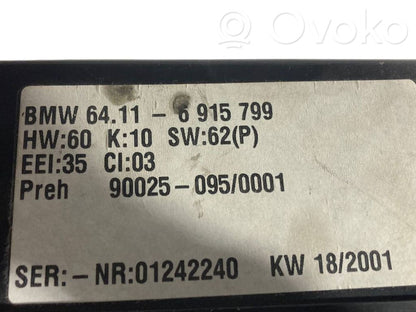 Ovoko
BMW 64.11 - 6 915 799
HW:60 K:10 SW:62(P)
EEI:35 CI:03
Preh 90025-095/0001
SER:-NR:01242240 KW 18/2001